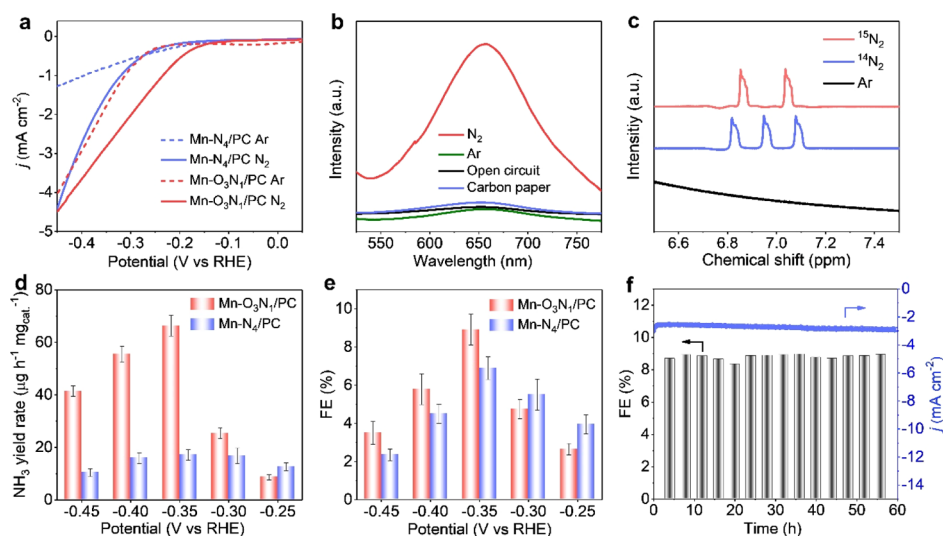 a
j (mA cm⁻²)
0
-1
-2
-3
-4
-5
Mn-N₄/PC Ar
Mn-N₄/PC N₂
Mn-O₃N₁/PC Ar
Mn-O₃N₁/PC N₂
-0.4 -0.3 -0.2 -0.1 0.0
Potential (V vs RHE)
b
Intensity (a.u.)
N₂
Ar
Open circuit
Carbon paper
550 600 650 700 750
Wavelength (nm)
c
Intensitiy (a.u.)
¹⁵N₂
¹⁴N₂
Ar
6.6 6.8 7.0 7.2 7.4
Chemical shift (ppm)
d
NH₃ yield rate (μg h⁻¹ mg_cat.⁻¹)
80
60
40
20
0
Mn-O₃N₁/PC
Mn-N₄/PC
-0.45 -0.40 -0.35 -0.30 -0.25
Potential (V vs RHE)
e
FE (%)
10
8
6
4
2
0
Mn-O₃N₁/PC
Mn-N₄/PC
-0.45 -0.40 -0.35 -0.30 -0.25
Potential (V vs RHE)
f
FE (%)
12
10
8
6
4
2
0
0 10 20 30 40 50 60
Time (h)
0
-2
-4
-6
-8
-10
-12
-14
j (mA cm⁻²)